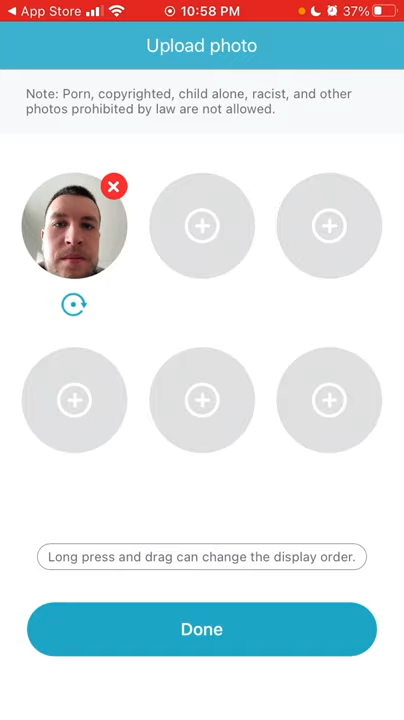 App Store
10:58 PM
37%
Upload photo
Note: Porn, copyrighted, child alone, racist, and other
photos prohibited by law are not allowed.
Long press and drag can change the display order.
Done